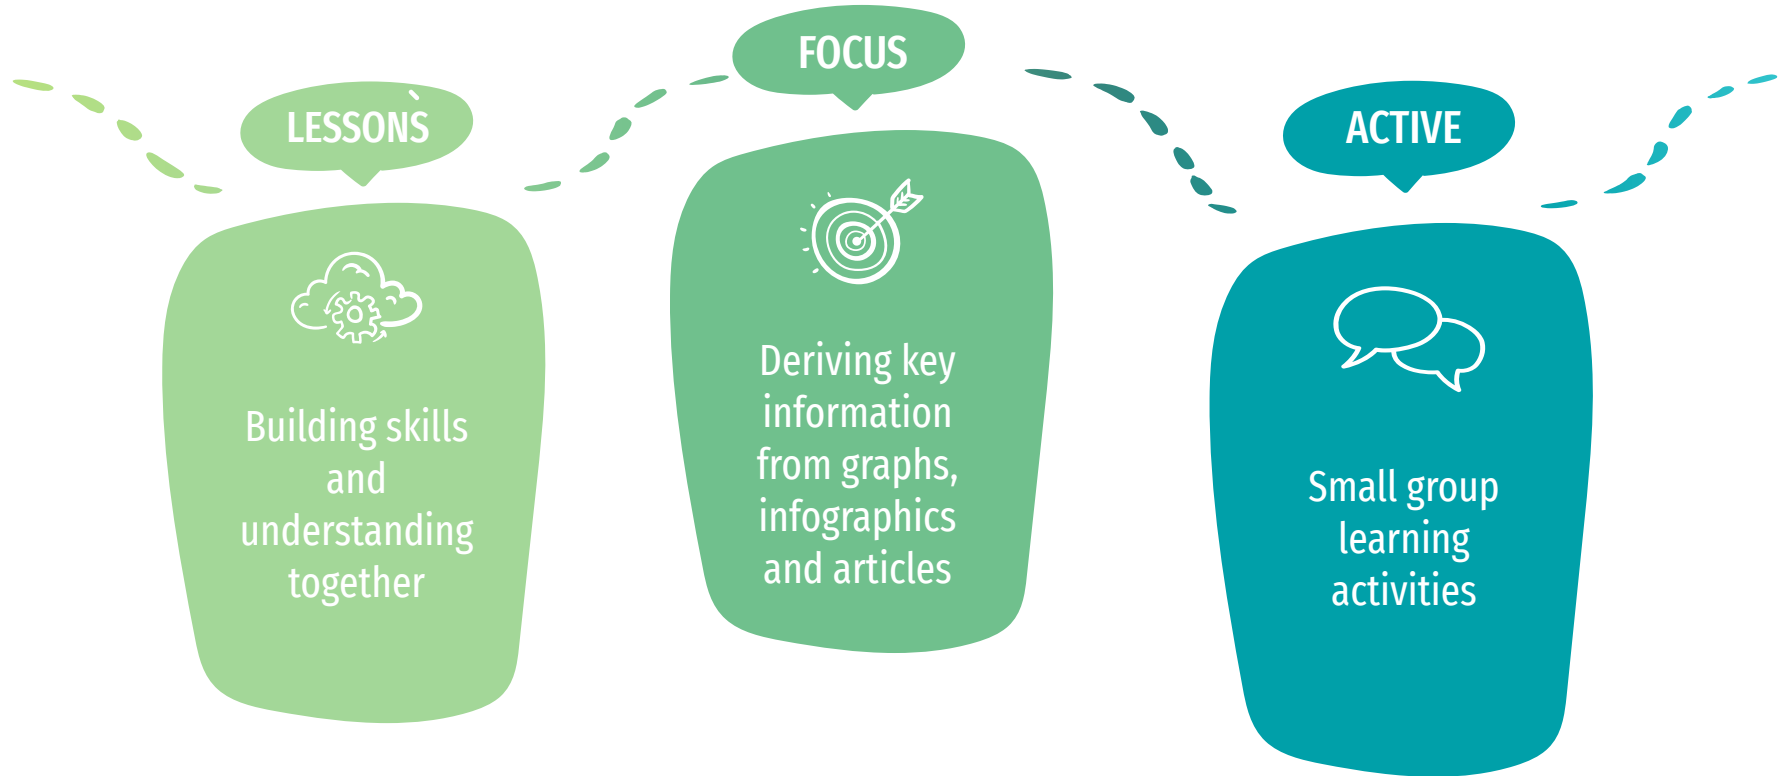 LESSONS
Building skills
and
understanding
together
FOCUS
Deriving key
information
from graphs,
infographics
and articles
ACTIVE
Small group
learning
activities